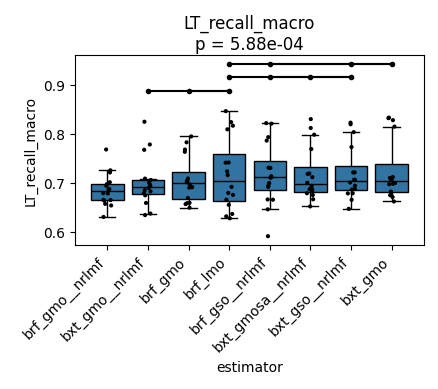 LT_recall_macro
p = 5.88e-04
LT_recall_macro
0.9
0.8
0.7
0.6
brf_gmo__nrlmf
bxt_gmo__nrlmf
brf_gmo
brf_lmo
brf_gso__nrlmf
bxt_gmosa__nrlmf
bxt_gso__nrlmf
bxt_gmo
estimator